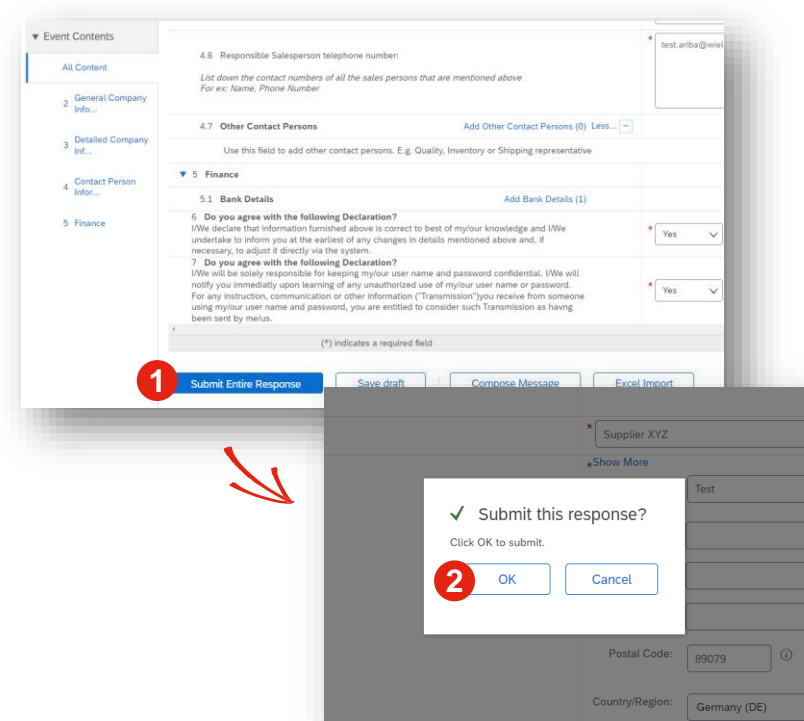 ▼ Event Contents
All Content
2 General Company
Info...
3 Detailed Company
Inf...
4 Contact Person
Infor...
5 Finance
4.6 Responsible Salesperson telephone number:
List down the contact numbers of all the sales persons that are mentioned above
For ex: Name, Phone Number
*
test.ariba@wiel
4.7 Other Contact Persons Add Other Contact Persons (0) Less... −
Use this field to add other contact persons. E.g. Quality, Inventory or Shipping representative
▼ 5 Finance
5.1 Bank Details Add Bank Details (1)
6 Do you agree with the following Declaration?
I/We declare that information furnished above is correct to best of my/our knowledge and I/We
undertake to inform you at the earliest of any changes in details mentioned above and, if
necessary, to adjust it directly via the system.
* Yes
7 Do you agree with the following Declaration?
I/We will be solely responsible for keeping my/our user name and password confidential. I/We will
notify you immediatly upon learning of any unauthorized use of my/our user name or password.
For any instruction, communication or other information ("Transmission")you receive from someone
using my/our user name and password, you are entitled to consider such Transmission as havng
been sent by me/us.
* Yes
(*) indicates a required field
1
Submit Entire Response Save draft Compose Message Excel Import
* Supplier XYZ
*Show More
Test
✓ Submit this response?
Click OK to submit.
2
OK Cancel
Postal Code: 89079
Country/Region: Germany (DE)